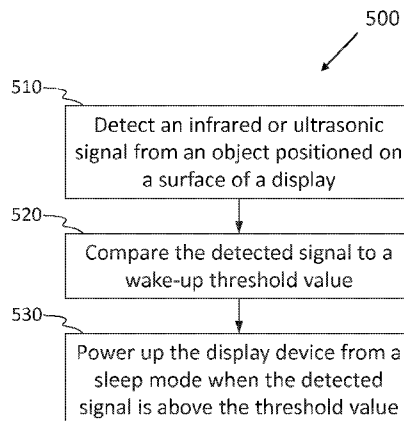 500
510
Detect an infrared or ultrasonic
signal from an object positioned on
a surface of a display
520
Compare the detected signal to a
wake-up threshold value
530
Power up the display device from a
sleep mode when the detected
signal is above the threshold value